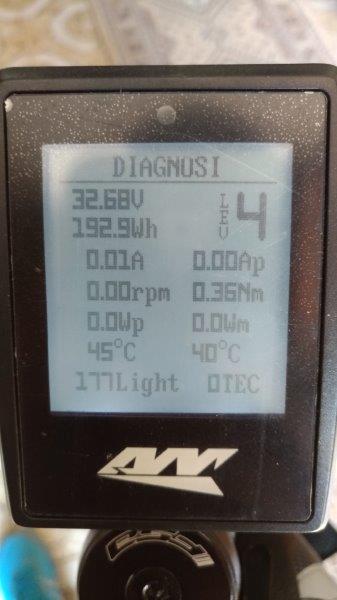 DIAGNOSI
32.68V
192.9Wh
LEV 4
0.01A 0.00Ap
0.00rpm 0.36Nm
0.0Wp 0.0Wm
45°C 40°C
177Light 0TEC